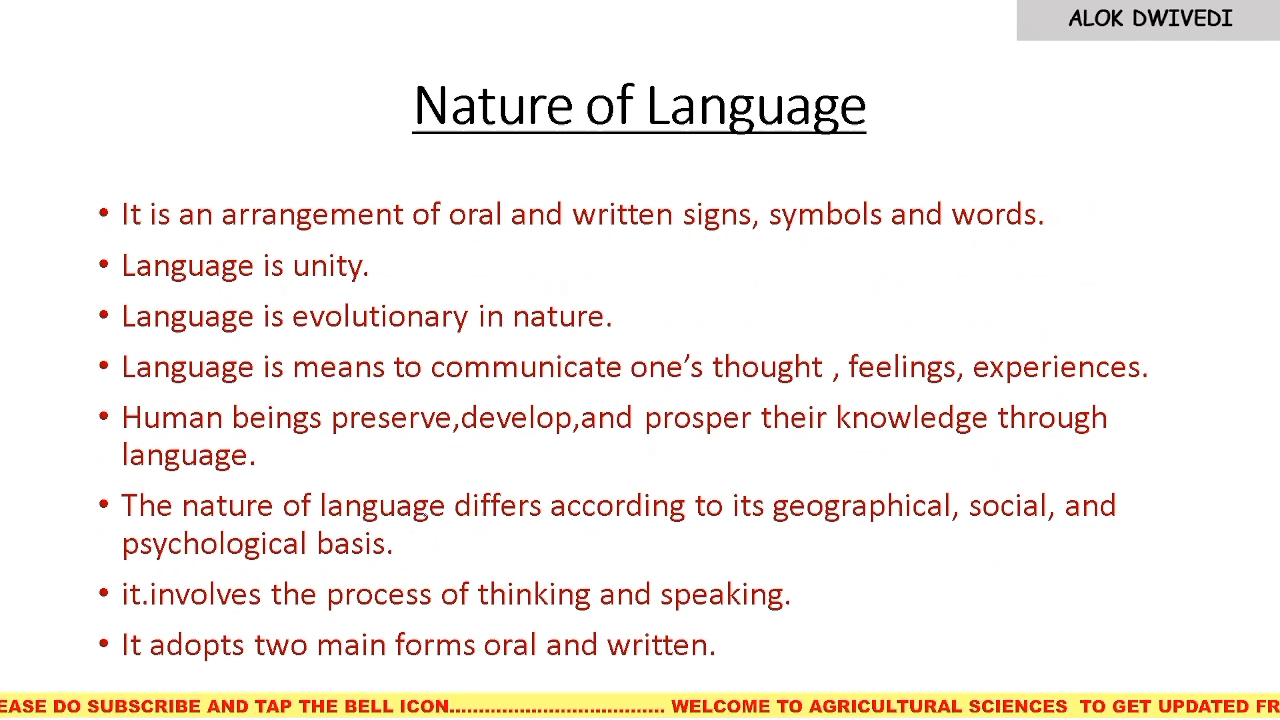 ALOK DWIVEDI
Nature of Language
• It is an arrangement of oral and written signs, symbols and words.
• Language is unity.
• Language is evolutionary in nature.
• Language is means to communicate one’s thought , feelings, experiences.
• Human beings preserve,develop,and prosper their knowledge through
language.
• The nature of language differs according to its geographical, social, and
psychological basis.
• it.involves the process of thinking and speaking.
• It adopts two main forms oral and written.
EASE DO SUBSCRIBE AND TAP THE BELL ICON..................................... WELCOME TO AGRICULTURAL SCIENCES TO GET UPDATED FR